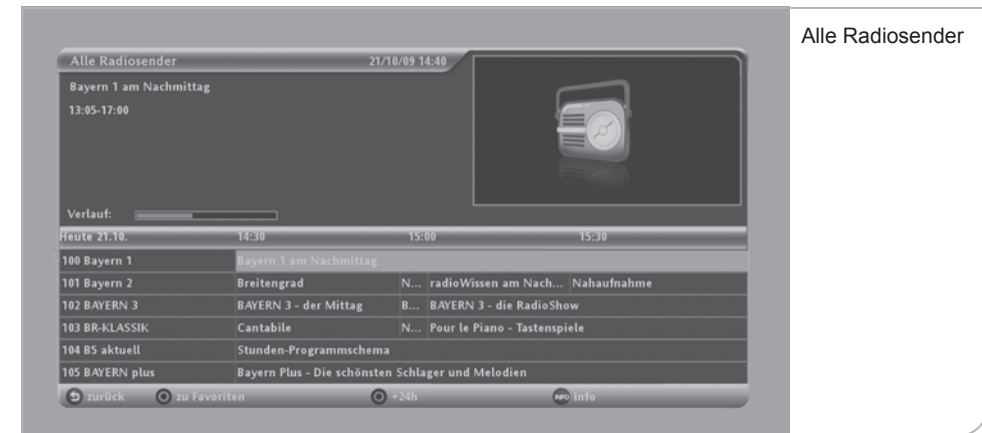 Alle Radiosender
Alle Radiosender 21/10/09 14:40
Bayern 1 am Nachmittag
13:05-17:00
Verlauf:
Heute 21.10. 14:30 15:00 15:30
100 Bayern 1 Bayern 1 am Nachmittag
101 Bayern 2 Breitengrad N... radioWissen am Nach... Nahaufnahme
102 BAYERN 3 BAYERN 3 - der Mittag B... BAYERN 3 - die RadioShow
103 BR-KLASSIK Cantabile N... Pour le Piano - Tastenspiele
104 B5 aktuell Stunden-Programmschema
105 BAYERN plus Bayern Plus - Die schönsten Schlager und Melodien
zurück zu Favoriten +24h INFO Info